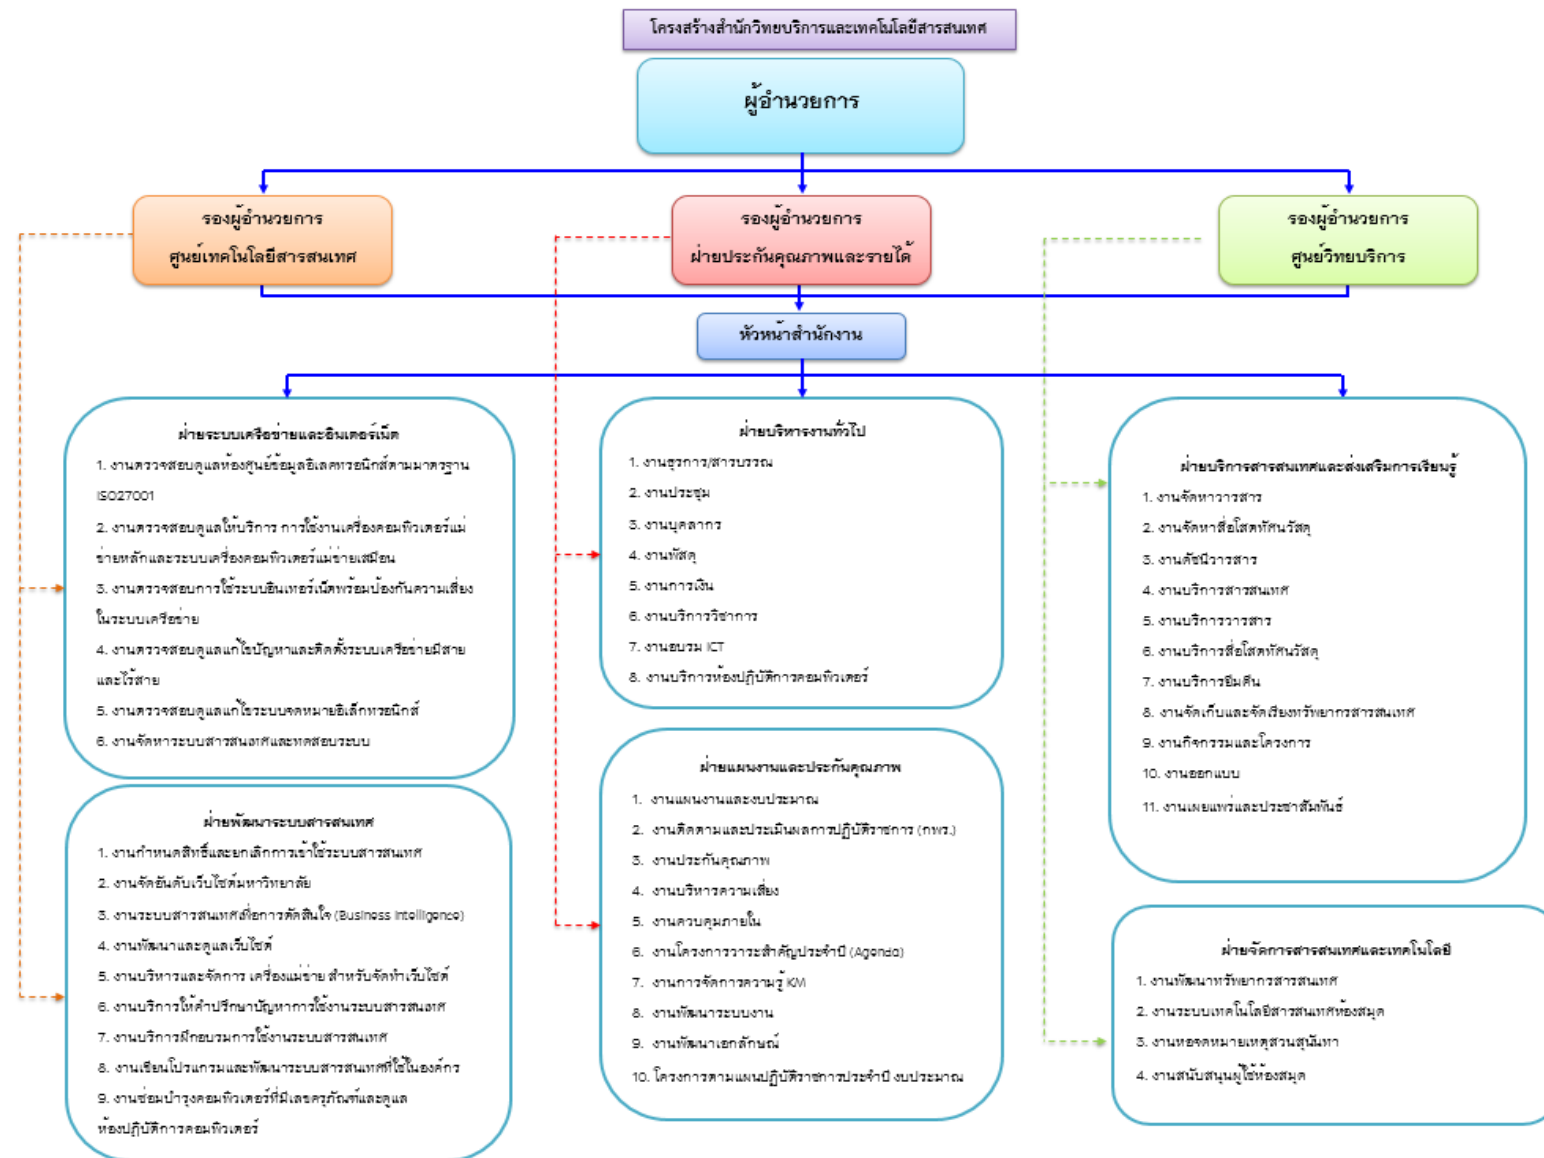 โครงสร้างสำนักวิทยบริการและเทคโนโลยีสารสนเทศ
ผู้อำนวยการ
รองผู้อำนวยการ
ศูนย์เทคโนโลยีสารสนเทศ
รองผู้อำนวยการ
ฝ่ายประกันคุณภาพและรายได้
รองผู้อำนวยการ
ศูนย์วิทยบริการ
หัวหน้าสำนักงาน
ฝ่ายระบบเครือข่ายและอินเตอร์เน็ต
1. งานตรวจสอบดูแลห้องศูนย์ข้อมูลอิเลคทรอนิกส์ตามมาตรฐาน
ISO27001
2. งานตรวจสอบดูแลให้บริการ การใช้งานเครื่องคอมพิวเตอร์แม่
ข่ายหลักและระบบเครื่องคอมพิวเตอร์แม่ข่ายเสมือน
3. งานตรวจสอบการใช้ระบบอินเทอร์เน็ตพร้อมป้องกันความเสี่ยง
ในระบบเครือข่าย
4. งานตรวจสอบดูแลแก้ไขปัญหาและติดตั้งระบบเครือข่ายมีสาย
และไร้สาย
5. งานตรวจสอบดูแลแก้ไขระบบจดหมายอิเล็กทรอนิกส์
6. งานจัดหาระบบสารสนเทศและทดสอบระบบ
ฝ่ายพัฒนาระบบสารสนเทศ
1. งานกำหนดสิทธิ์และยกเลิกการเข้าใช้ระบบสารสนเทศ
2. งานจัดอันดับเว็บไซต์มหาวิทยาลัย
3. งานระบบสารสนเทศเพื่อการตัดสินใจ (Business Intelligence)
4. งานพัฒนาและดูแลเว็บไซต์
5. งานบริหารและจัดการ เครื่องแม่ข่าย สำหรับจัดทำเว็บไซต์
6. งานบริการให้คำปรึกษาปัญหาการใช้งานระบบสารสนเทศ
7. งานบริการฝึกอบรมการใช้งานระบบสารสนเทศ
8. งานเขียนโปรแกรมและพัฒนาระบบสารสนเทศที่ใช้ในองค์กร
9. งานซ่อมบำรุงคอมพิวเตอร์ที่มีเลขครุภัณฑ์และดูแล
ห้องปฏิบัติการคอมพิวเตอร์
ฝ่ายบริหารงานทั่วไป
1. งานธุรการ/สารบรรณ
2. งานประชุม
3. งานบุคลากร
4. งานพัสดุ
5. งานการเงิน
6. งานบริการวิชาการ
7. งานอบรม ICT
8. งานบริการห้องปฏิบัติการคอมพิวเตอร์
ฝ่ายแผนงานและประกันคุณภาพ
1. งานแผนงานและงบประมาณ
2. งานติดตามและประเมินผลการปฏิบัติราชการ (กพร.)
3. งานประกันคุณภาพ
4. งานบริหารความเสี่ยง
5. งานควบคุมภายใน
6. งานโครงการวาระสำคัญประจำปี (Agenda)
7. งานการจัดการความรู้ KM
8. งานพัฒนาระบบงาน
9. งานพัฒนาเอกลักษณ์
10. โครงการตามแผนปฏิบัติราชการประจำปีงบประมาณ
ฝ่ายบริการสารสนเทศและส่งเสริมการเรียนรู้
1. งานจัดหาวารสาร
2. งานจัดหาสื่อโสตทัศนวัสดุ
3. งานดัชนีวารสาร
4. งานบริการสารสนเทศ
5. งานบริการวารสาร
6. งานบริการสื่อโสตทัศนวัสดุ
7. งานบริการยืมคืน
8. งานจัดเก็บและจัดเรียงทรัพยากรสารสนเทศ
9. งานกิจกรรมและโครงการ
10. งานออกแบบ
11. งานเผยแพร่และประชาสัมพันธ์
ฝ่ายจัดการสารสนเทศและเทคโนโลยี
1. งานพัฒนาทรัพยากรสารสนเทศ
2. งานระบบเทคโนโลยีสารสนเทศห้องสมุด
3. งานหอจดหมายเหตุสวนสุนันทา
4. งานสนับสนุนผู้ใช้ห้องสมุด